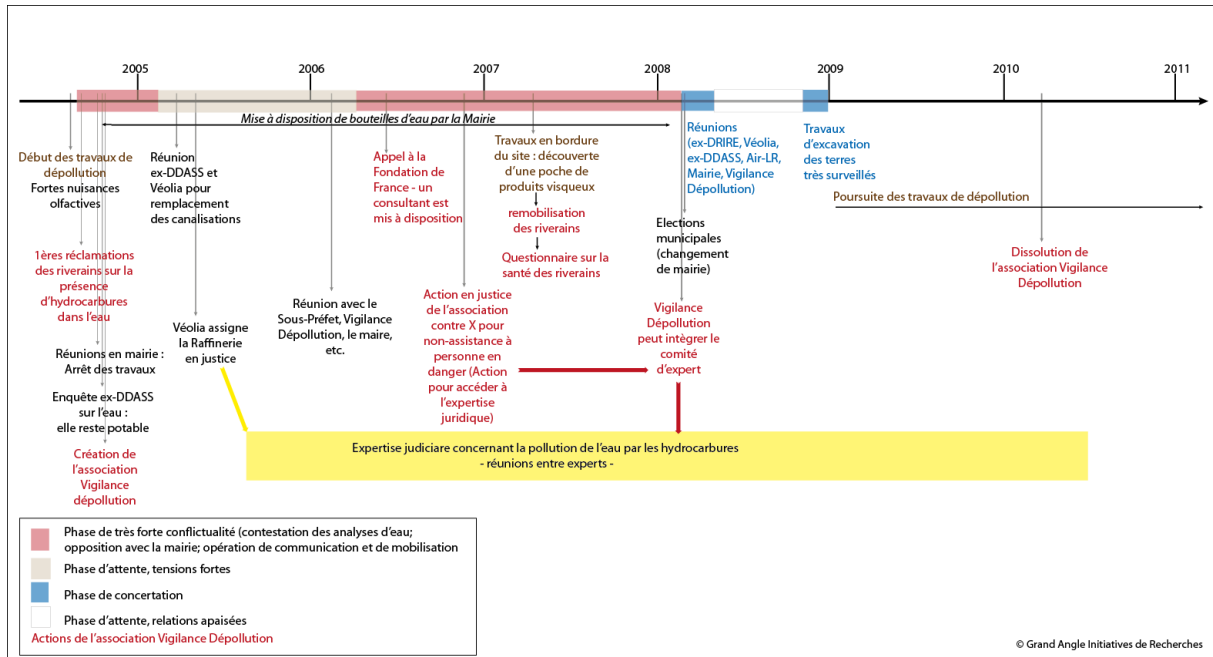 2005
2006
2007
2008
2009
2010
2011
Mise à disposition de bouteilles d'eau par la Mairie
Début des travaux de
dépollution
Fortes nuisances
olfactives
1ères réclamations
des riverains sur la
présence
d'hydrocarbures
dans l'eau
Réunions en mairie :
Arrêt des travaux
Enquête ex-DDASS
sur l'eau :
elle reste potable
Création de
l'association
Vigilance
dépollution
Réunion
ex-DDASS et
Véolia pour
remplacement
des canalisations
Véolia assigne
la Raffinerie
en justice
Réunion avec le
Sous-Préfet, Vigilance
Dépollution, le maire,
etc.
Appel à la
Fondation de
France - un
consultant est
mis à disposition
Action en justice
de l'association
contre X pour
non-assistance à
personne en
danger (Action
pour accéder à
l'expertise
juridique)
Travaux en bordure
du site : découverte
d'une poche de
produits visqueux
remobilisation
des riverains
Questionnaire sur la
santé des riverains
Réunions
(ex-DRIRE, Véolia,
ex-DDASS, Air-LR,
Mairie, Vigilance
Dépollution)
Elections
municipales
(changement
de mairie)
Vigilance
Dépollution
peut intégrer le
comité
d'expert
Travaux
d'excavation
des terres
très surveillés
Poursuite des travaux de dépollution
Dissolution de
l'association Vigilance
Dépollution
Expertise judiciare concernant la pollution de l'eau par les hydrocarbures
- réunions entre experts -
Phase de très forte conflictualité (contestation des analyses d'eau;
opposition avec la mairie; opération de communication et de mobilisation
Phase d'attente, tensions fortes
Phase de concertation
Phase d'attente, relations apaisées
Actions de l'association Vigilance Dépollution
© Grand Angle Initiatives de Recherches